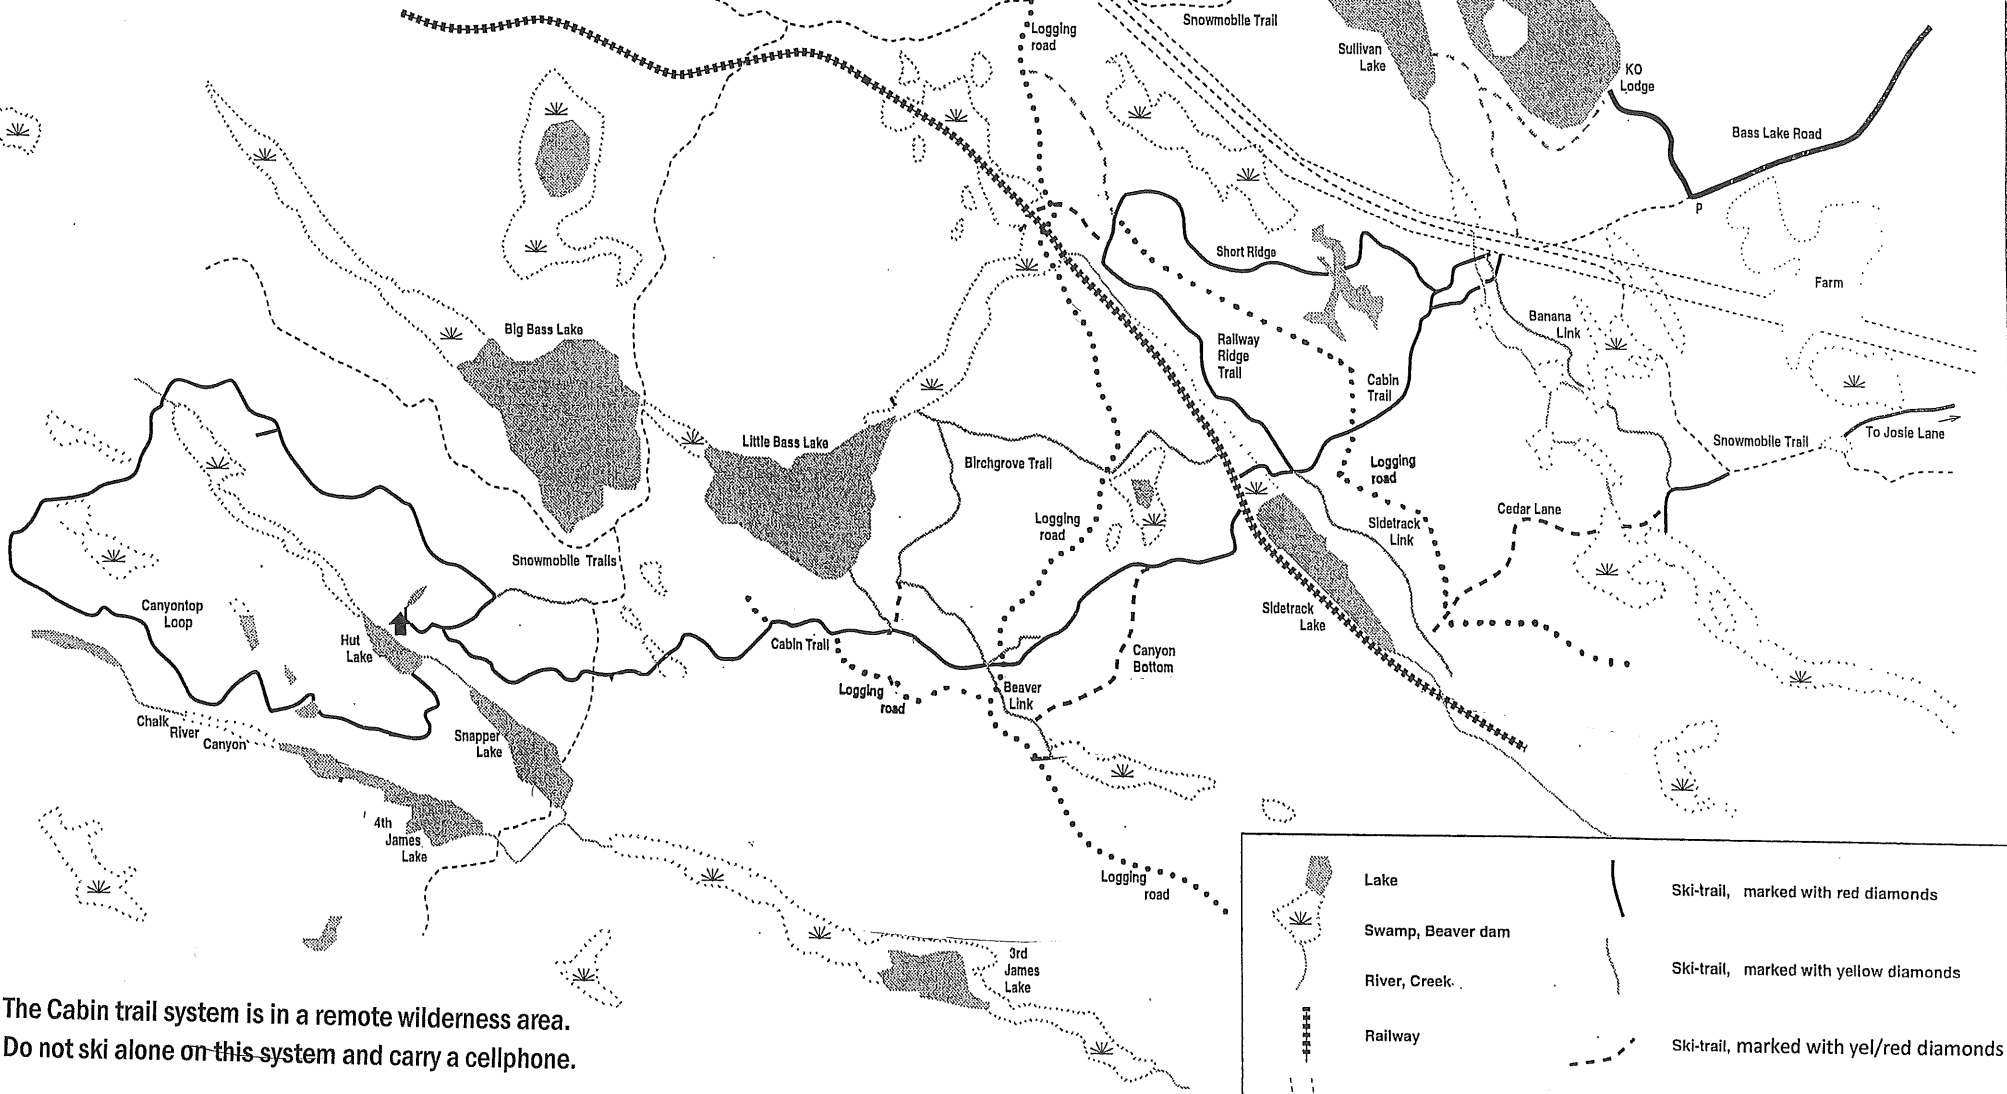 Snowmobile Trail
Logging
road
Sullivan
Lake
KO
Lodge
Bass Lake Road
P
Short Ridge
Farm
Banana
Link
Big Bass Lake
Railway
Ridge
Trail
Cabin
Trail
To Josie Lane
Snowmobile Trail
Little Bass Lake
Birchgrove Trail
Logging
road
Cedar Lane
Logging
road
Sidetrack
Link
Snowmobile Trails
Canyontop
Loop
Sidetrack
Lake
Hut
Lake
Cabin Trail
Canyon
Bottom
Logging
road
Beaver
Link
Chalk
River
Canyon
Snapper
Lake
4th
James
Lake
Logging
road
3rd
James
Lake
Lake
Swamp, Beaver dam
River, Creek
Railway
Ski-trail, marked with red diamonds
Ski-trail, marked with yellow diamonds
Ski-trail, marked with yel/red diamonds
The Cabin trail system is in a remote wilderness area.
Do not ski alone on this system and carry a cellphone.